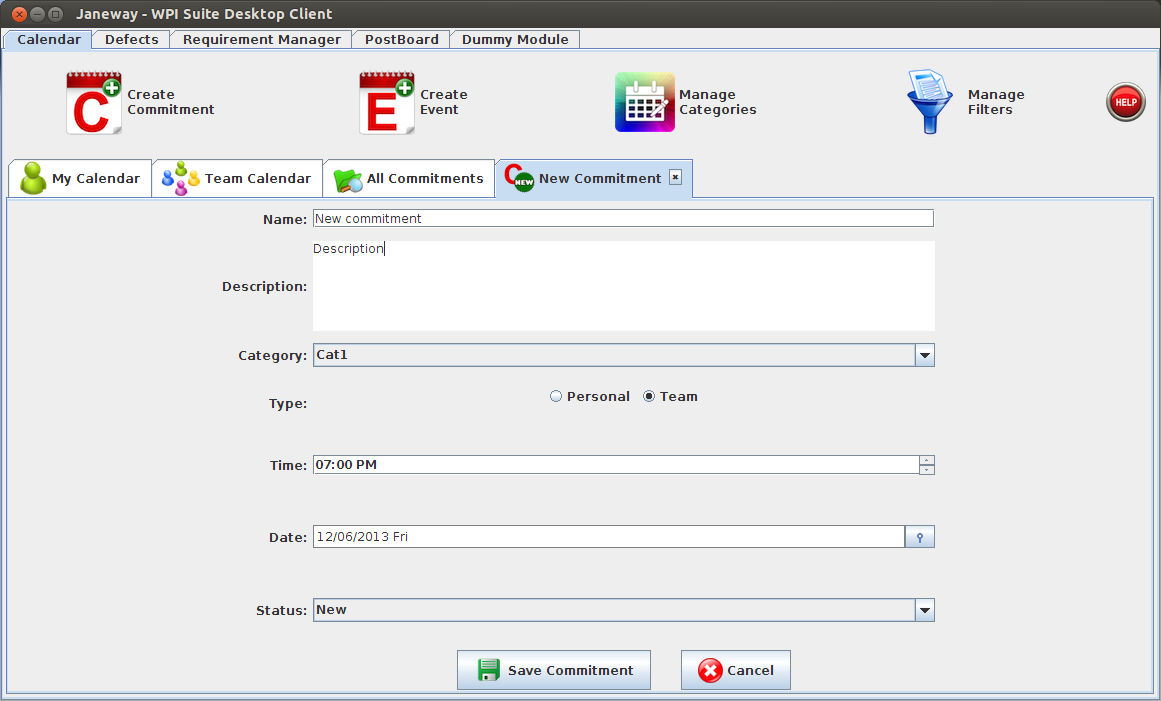 Janeway - WPI Suite Desktop Client
Calendar Defects Requirement Manager PostBoard Dummy Module
C Create Commitment
E Create Event
Manage Categories
Manage Filters
HELP
My Calendar Team Calendar All Commitments C NEW New Commitment
Name: New commitment
Description: Description
Category: Cat1
Type: Personal Team
Time: 07:00 PM
Date: 12/06/2013 Fri
Status: New
Save Commitment Cancel